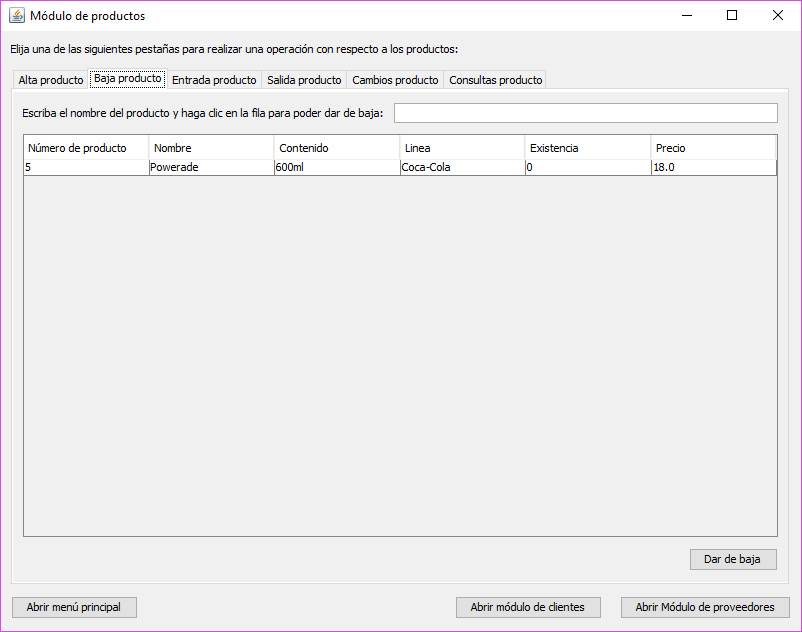 Módulo de productos
Elija una de las siguientes pestañas para realizar una operación con respecto a los productos:
Alta producto Baja producto Entrada producto Salida producto Cambios producto Consultas producto
Escriba el nombre del producto y haga clic en la fila para poder dar de baja:
Número de producto Nombre Contenido Linea Existencia Precio
5 Powerade 600ml Coca-Cola 0 18.0
Dar de baja
Abrir menú principal Abrir módulo de clientes Abrir Módulo de proveedores